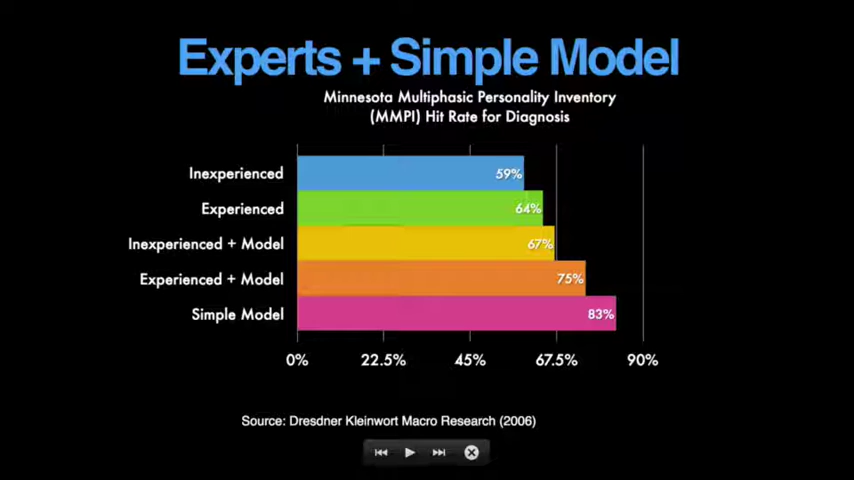 Experts + Simple Model
Minnesota Multiphasic Personality Inventory
(MMPI) Hit Rate for Diagnosis
Inexperienced 59%
Experienced 64%
Inexperienced + Model 67%
Experienced + Model 75%
Simple Model 83%
0% 22.5% 45% 67.5% 90%
Source: Dresdner Kleinwort Macro Research (2006)